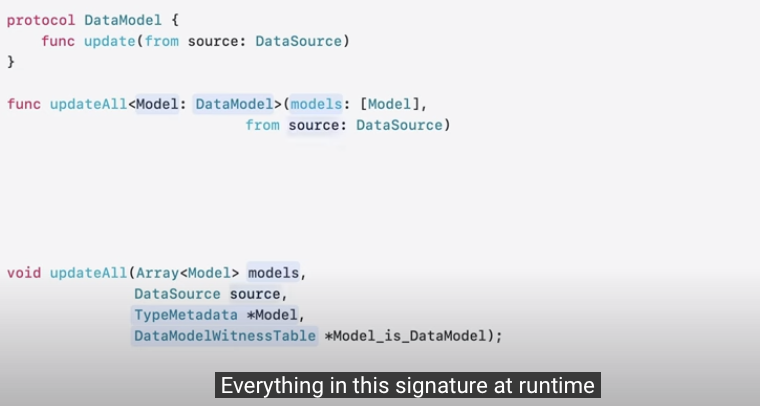 protocol DataModel {
func update(from source: DataSource)
}
func updateAll<Model: DataModel>(models: [Model],
from source: DataSource)
void updateAll(Array<Model> models,
DataSource source,
TypeMetadata *Model,
DataModelWitnessTable *Model_is_DataModel);
Everything in this signature at runtime